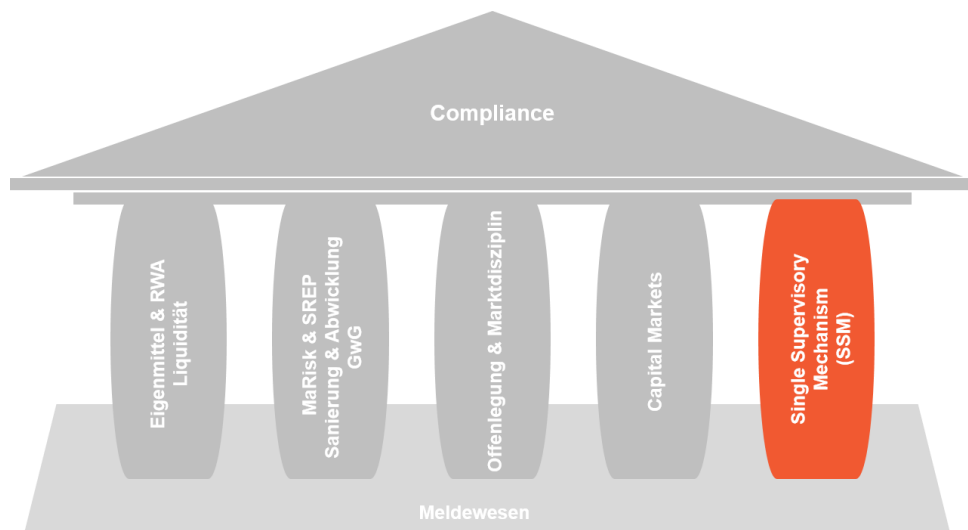 Compliance
Eigenmittel & RWA
Liquidität
MaRisk & SREP
Sanierung & Abwicklung
GwG
Offenlegung & Marktdisziplin
Capital Markets
Single Supervisory
Mechanism
(SSM)
Meldewesen